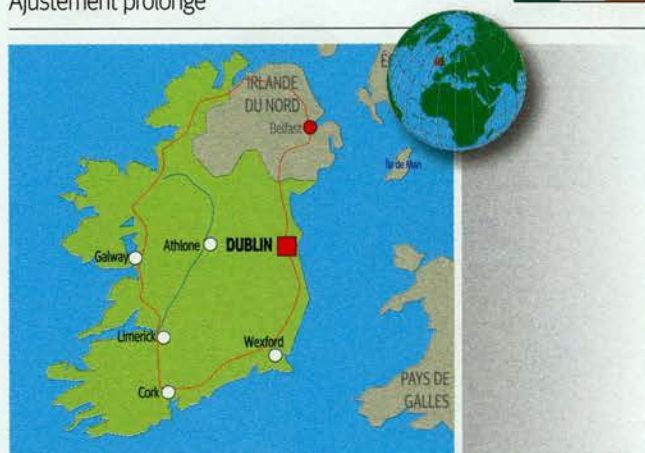 Ajustement prolongé
IRLANDE
DU NORD
Belfast
Île de Man
Galway
Athlone
DUBLIN
Limerick
Wexford
Cork
PAYS DE
GALLES